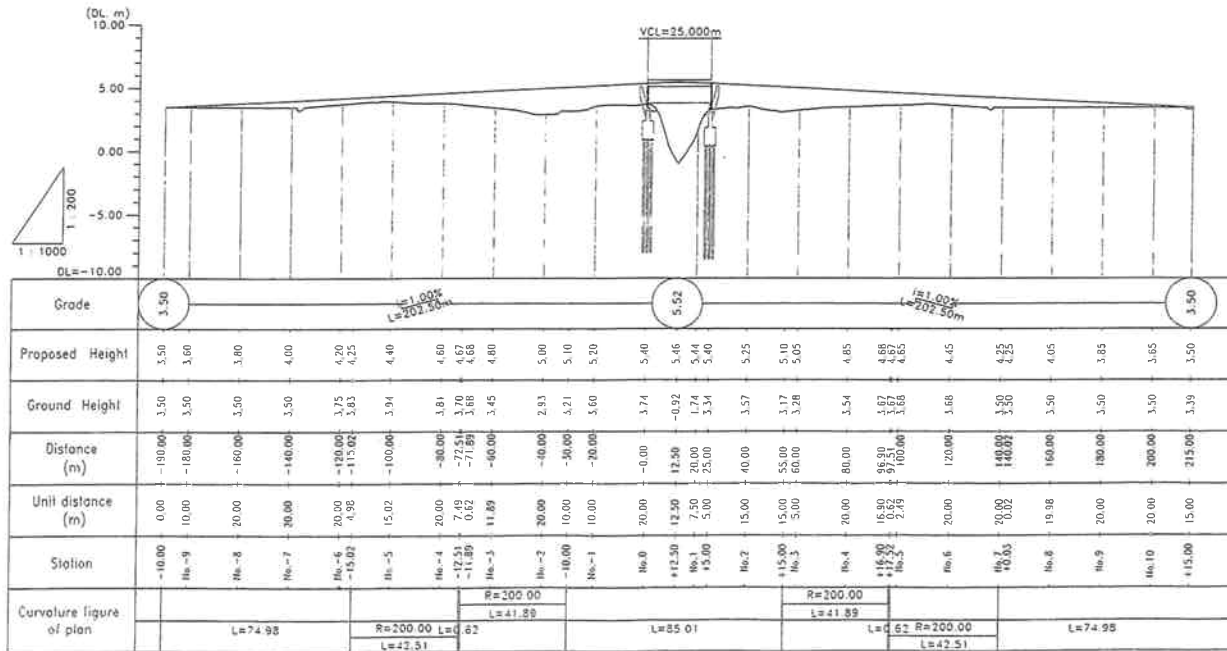 (DL. m)
10.00
VCL=25.000m
5.00
0.00
-5.00
1 : 200
1 : 1000
DL=-10.00
Grade
3.50
i=1.00%
L=202.50m
5.52
i=1.00%
L=202.50m
3.50
Proposed Height
3.50 3.60 3.80 4.00 4.20 4.25 4.40 4.60 4.67 4.68 4.80 5.00 5.10 5.20 5.40 5.46 5.44 5.40 5.25 5.10 5.05 4.85 4.68 4.67 4.65 4.45 4.25 4.25 4.05 3.85 3.65 3.50
Ground Height
3.50 3.50 3.50 3.50 3.75 3.83 3.94 3.81 3.70 3.68 3.45 2.93 3.21 3.60 3.74 -0.92 1.74 3.34 3.57 3.17 3.28 3.54 3.67 3.67 3.68 3.68 3.50 3.50 3.50 3.50 3.50 3.39
Distance
(m)
-190.00 -180.00 -160.00 -140.00 -120.00 -115.02 -100.00 -80.00 -72.51 -71.89 -60.00 -40.00 -30.00 -20.00 -0.00 12.50 20.00 25.00 40.00 55.00 60.00 80.00 96.90 97.51 100.00 120.00 140.00 140.02 160.00 180.00 200.00 215.00
Unit distance
(m)
0.00 10.00 20.00 20.00 20.00 4.98 15.02 20.00 7.49 0.62 11.89 20.00 10.00 10.00 20.00 12.50 7.50 5.00 15.00 15.00 5.00 20.00 16.90 0.62 2.49 20.00 20.00 0.02 19.98 20.00 20.00 15.00
Station
-10.00 No.-9 No.-8 No.-7 No.-6 -15.02 No.-5 No.-4 -12.51 -11.89 No.-3 No.-2 -10.00 No.-1 No.0 +12.50 No.1 +5.00 No.2 +15.00 No.3 No.4 +16.90 +17.52 No.5 No.6 No.7 +0.03 No.8 No.9 No.10 +15.00
Curvature figure
of plan
R=200.00
L=41.89
R=200.00
L=41.89
L=74.98
R=200.00 L=0.62
L=85.01
L=0.62 R=200.00
L=74.98
L=42.51
L=42.51